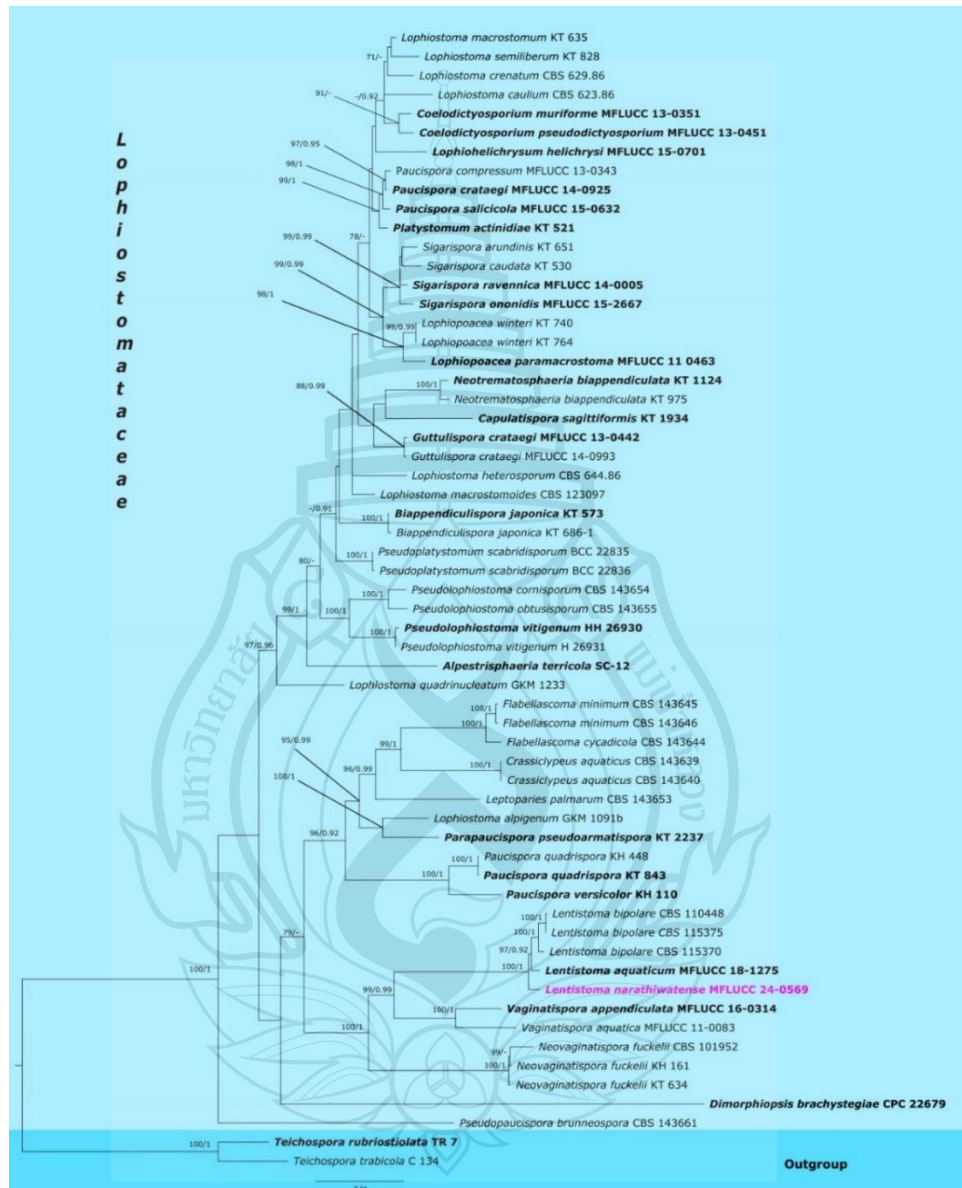 Lophiostomataceae
Lophiostoma macrostomum KT 635
71/-
Lophiostoma semiliberum KT 828
Lophiostoma crenatum CBS 629.86
91/-
-/0.92
Lophiostoma caulium CBS 623.86
Coelodictyosporium muriforme MFLUCC 13-0351
Coelodictyosporium pseudodictyosporium MFLUCC 13-0451
97/0.95
Lophiohelichrysum helichrysi MFLUCC 15-0701
98/1
Paucispora compressum MFLUCC 13-0343
99/1
Paucispora crataegi MFLUCC 14-0925
Paucispora salicicola MFLUCC 15-0632
Platystomum actinidiae KT 521
99/0.99
78/-
Sigarispora arundinis KT 651
99/0.99
Sigarispora caudata KT 530
Sigarispora ravennica MFLUCC 14-0005
98/1
Sigarispora ononidis MFLUCC 15-2667
Lophiopoacea winteri KT 740
99/0.99
Lophiopoacea winteri KT 764
Lophiopoacea paramacrostoma MFLUCC 11 0463
Neotrematosphaeria biappendiculata KT 1124
100/1
88/0.99
Neotrematosphaeria biappendiculata KT 975
Capulatispora sagittiformis KT 1934
Guttulispora crataegi MFLUCC 13-0442
Guttulispora crataegi MFLUCC 14-0993
Lophiostoma heterosporum CBS 644.86
Lophiostoma macrostomoides CBS 123097
-/0.91
Biappendiculispora japonica KT 573
100/1
Biappendiculispora japonica KT 686-1
Pseudoplatystomum scabridisporum BCC 22835
100/1
80/-
Pseudoplatystomum scabridisporum BCC 22836
Pseudolophiostoma cornisporum CBS 143654
100/1
99/1
100/1
Pseudolophiostoma obtusisporum CBS 143655
Pseudolophiostoma vitigenum HH 26930
100/1
97/0.96
Pseudolophiostoma vitigenum H 26931
Alpestrisphaeria terricola SC-12
Lophiostoma quadrinucleatum GKM 1233
Flabellascoma minimum CBS 143645
100/1
Flabellascoma minimum CBS 143646
100/1
95/0.99
99/1
Flabellascoma cycadicola CBS 143644
Crassiclypeus aquaticus CBS 143639
100/1
96/0.99
100/1
Crassiclypeus aquaticus CBS 143640
Leptoparies palmarum CBS 143653
Lophiostoma alpigenum GKM 1091b
96/0.92
Parapaucispora pseudoarmatispora KT 2237
Paucispora quadrispora KH 448
100/1
Paucispora quadrispora KT 843
100/1
Paucispora versicolor KH 110
Lentistoma bipolare CBS 110448
100/1
79/-
Lentistoma bipolare CBS 115375
100/1
97/0.92
Lentistoma bipolare CBS 115370
100/1
100/1
Lentistoma aquaticum MFLUCC 18-1275
Lentistoma narathiwatense MFLUCC 24-0569
99/0.99
Vaginatispora appendiculata MFLUCC 16-0314
100/1
100/1
Vaginatispora aquatica MFLUCC 11-0083
Neovaginatispora fuckelii CBS 101952
99/-
100/1
Neovaginatispora fuckelii KH 161
Neovaginatispora fuckelii KT 634
Dimorphiopsis brachystegiae CPC 22679
Pseudopaucispora brunneospora CBS 143661
Teichospora rubriostiolata TR 7
100/1
Teichospora trabicola C 134
Outgroup
มหาวิทยาลัย
แม่ฟ้าหลวง